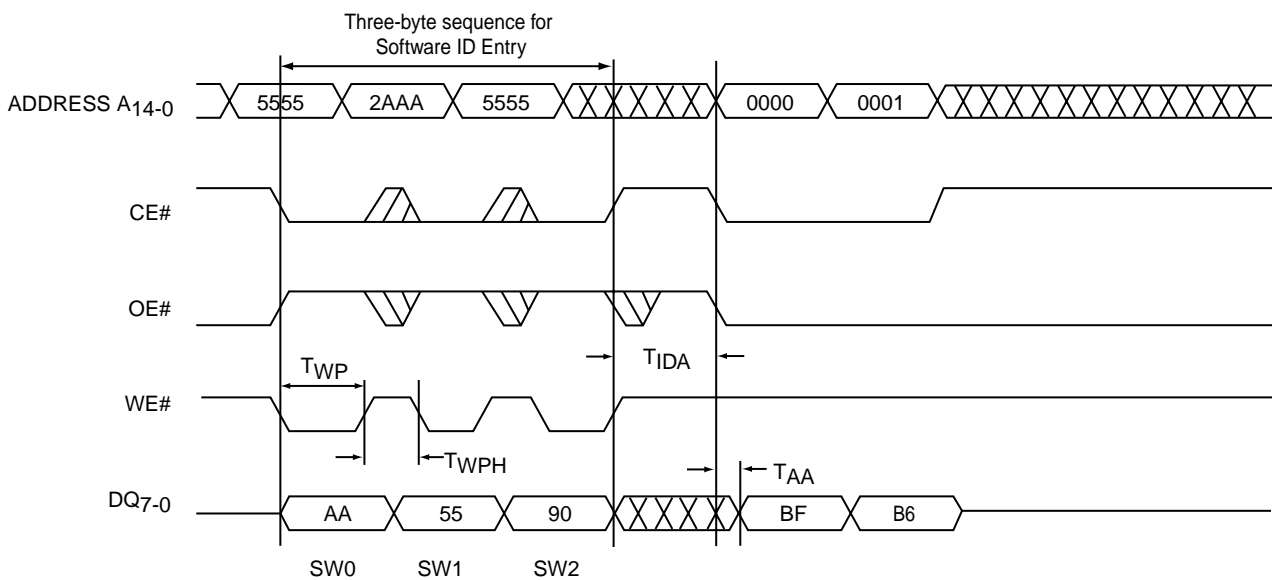 Three-byte sequence for
Software ID Entry
ADDRESS A14-0
5555 2AAA 5555 0000 0001
CE#
OE#
TIDA
TWP
WE#
TWPH
TAA
DQ7-0
AA 55 90 BF B6
SW0 SW1 SW2